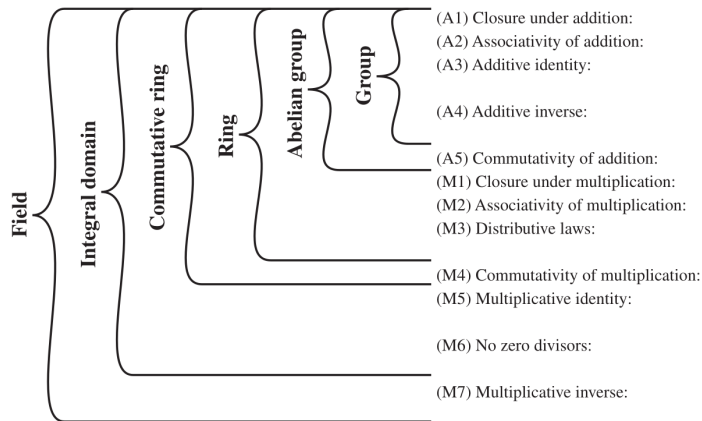 Field
Integral domain
Commutative ring
Ring
Abelian group
Group
(A1) Closure under addition:
(A2) Associativity of addition:
(A3) Additive identity:
(A4) Additive inverse:
(A5) Commutativity of addition:
(M1) Closure under multiplication:
(M2) Associativity of multiplication:
(M3) Distributive laws:
(M4) Commutativity of multiplication:
(M5) Multiplicative identity:
(M6) No zero divisors:
(M7) Multiplicative inverse: